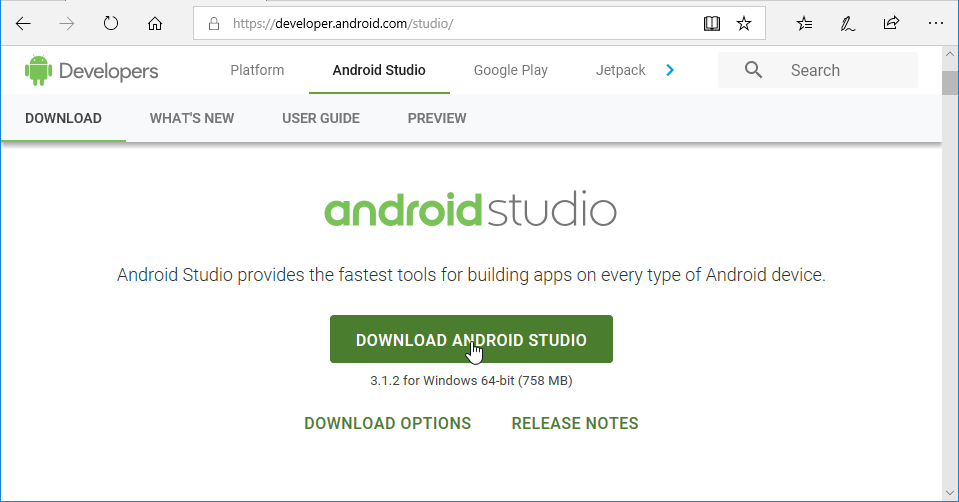 https://developer.android.com/studio/
Developers Platform Android Studio Google Play Jetpack Search
DOWNLOAD WHAT'S NEW USER GUIDE PREVIEW
androidstudio
Android Studio provides the fastest tools for building apps on every type of Android device.
DOWNLOAD ANDROID STUDIO
3.1.2 for Windows 64-bit (758 MB)
DOWNLOAD OPTIONS RELEASE NOTES